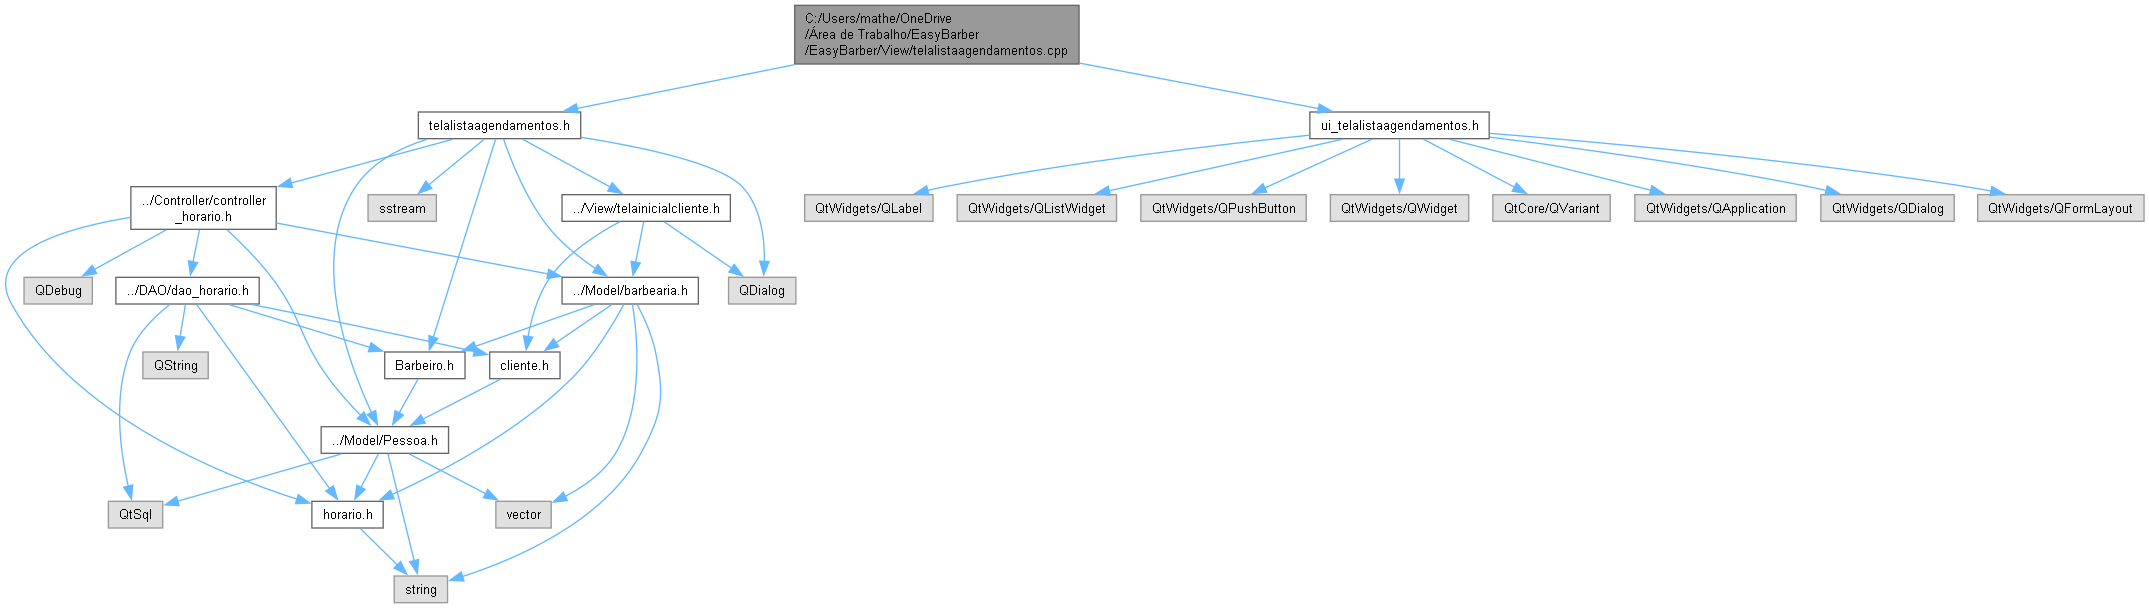 C:/Users/mathe/OneDrive
/Área de Trabalho/EasyBarber
/EasyBarber/View/telalistaagendamentos.cpp
telalistaagendamentos.h
ui_telalistaagendamentos.h
../Controller/controller
_horario.h
sstream
../View/telainicialcliente.h
QtWidgets/QLabel
QtWidgets/QListWidget
QtWidgets/QPushButton
QtWidgets/QWidget
QtCore/QVariant
QtWidgets/QApplication
QtWidgets/QDialog
QtWidgets/QFormLayout
QDebug
../DAO/dao_horario.h
../Model/barbearia.h
QDialog
QString
Barbeiro.h
cliente.h
../Model/Pessoa.h
QtSql
horario.h
vector
string